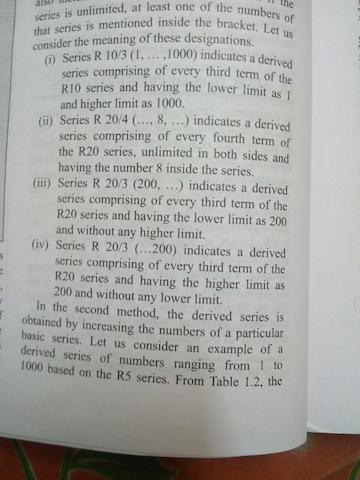 series is unlimited, at least one of the numbers of
that series is mentioned inside the bracket. Let us
consider the meaning of these designations.
(i) Series R 10/3 (1, ... ,1000) indicates a derived
series comprising of every third term of the
R10 series and having the lower limit as 1
and higher limit as 1000.
(ii) Series R 20/4 (..., 8, ...) indicates a derived
series comprising of every fourth term of
the R20 series, unlimited in both sides and
having the number 8 inside the series.
(iii) Series R 20/3 (200, ...) indicates a derived
series comprising of every third term of the
R20 series and having the lower limit as 200
and without any higher limit.
(iv) Series R 20/3 (...200) indicates a derived
series comprising of every third term of the
R20 series and having the higher limit as
200 and without any lower limit.
In the second method, the derived series is
obtained by increasing the numbers of a particular
basic series. Let us consider an example of a
derived series of numbers ranging from 1 to
1000 based on the R5 series. From Table 1.2, the